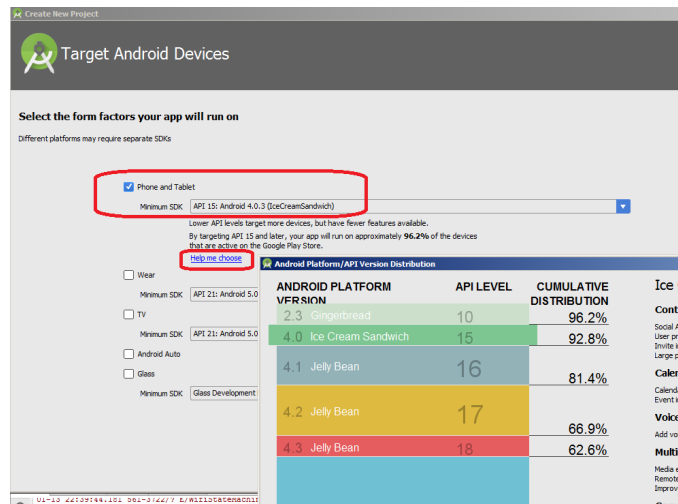 Create New Project
Target Android Devices
Select the form factors your app will run on
Different platforms may require separate SDKs
Phone and Tablet
Minimum SDK API 15: Android 4.0.3 (IceCreamSandwich)
Lower API levels target more devices, but have fewer features available.
By targeting API 15 and later, your app will run on approximately 96.2% of the devices
that are active on the Google Play Store.
Help me choose
Wear
Minimum SDK API 21: Android 5.0
TV
Minimum SDK API 21: Android 5.0
Android Auto
Glass
Minimum SDK Glass Development
Android Platform/API Version Distribution
ANDROID PLATFORM VERSION API LEVEL CUMULATIVE DISTRIBUTION
2.3 Gingerbread 10 96.2%
4.0 Ice Cream Sandwich 15 92.8%
4.1 Jelly Bean 16 81.4%
4.2 Jelly Bean 17 66.9%
4.3 Jelly Bean 18 62.6%
Ice
Cont
Social A
User pr
Invite i
Large p
Caler
Calend
Event i
Voice
Add vo
Multi
Media e
Remote
Improv